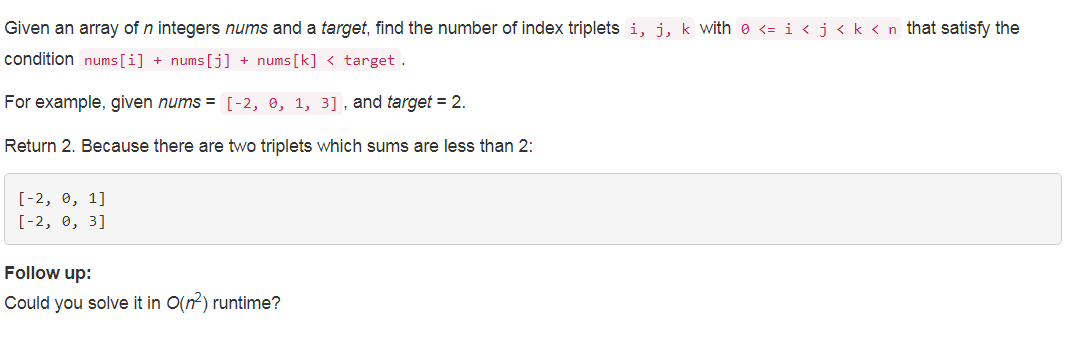 Given an array of n integers nums and a target, find the number of index triplets i, j, k with 0 <= i < j < k < n that satisfy the
condition nums[i] + nums[j] + nums[k] < target .
For example, given nums = [-2, 0, 1, 3] , and target = 2.
Return 2. Because there are two triplets which sums are less than 2:
[-2, 0, 1]
[-2, 0, 3]
Follow up:
Could you solve it in O(n²) runtime?